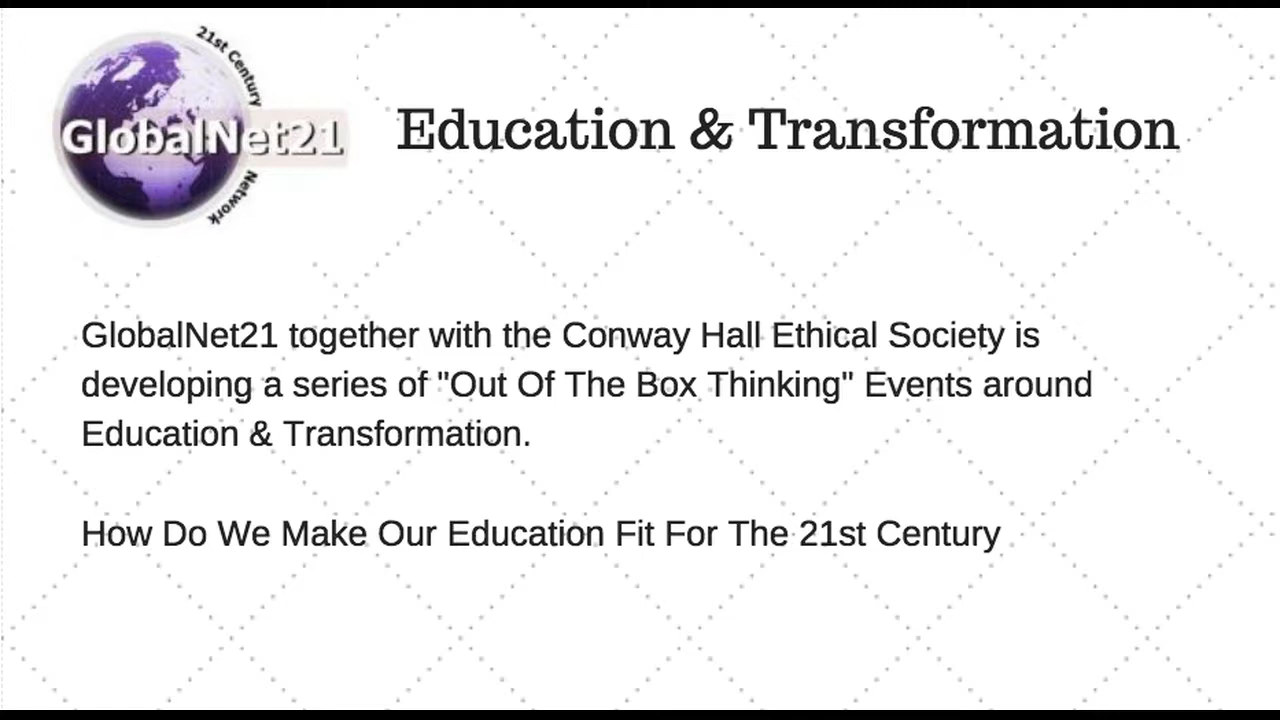 21st Century
GlobalNet21
Network
Education & Transformation
GlobalNet21 together with the Conway Hall Ethical Society is
developing a series of "Out Of The Box Thinking" Events around
Education & Transformation.
How Do We Make Our Education Fit For The 21st Century